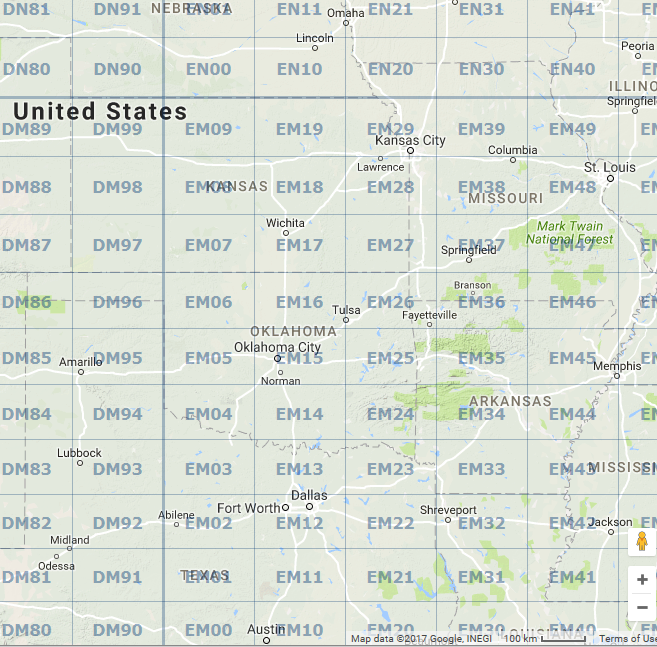 DN81 DN91 NEBRASKA EN01 EN11 EN21 EN31 EN41
Omaha
Lincoln
Peoria
DN80 DN90 EN00 EN10 EN20 EN30 EN40
ILLINO
Springfiel
United States
DM89 DM99 EM09 EM19 EM29 EM39 EM49
Kansas City
Columbia
Lawrence
St. Louis
DM88 DM98 KANSAS EM18 EM28 EM38 EM48
MISSOURI
Wichita
Mark Twain
National Forest
DM87 DM97 EM07 EM17 EM27 EM37 EM47
Springfield
Branson
DM86 DM96 EM06 EM16 EM26 EM36 EM46
Tulsa
Fayetteville
OKLAHOMA
Oklahoma City
DM85 DM95 EM05 EM15 EM25 EM35 EM45
Amarillo
Memphis
Norman
ARKANSAS
DM84 DM94 EM04 EM14 EM24 EM34 EM44
Lubbock
DM83 DM93 EM03 EM13 EM23 EM33 EM43 MISSISSI
Dallas
Fort Worth
Shreveport
Abilene
DM82 DM92 EM02 EM12 EM22 EM32 EM42 Jackson
Midland
Odessa
DM81 DM91 TEXAS EM11 EM21 EM31 EM41
DM80 DM90 EM00 EM10 EM20 EM40
Austin
Map data ©2017 Google, INEGI 100 km Terms of Use